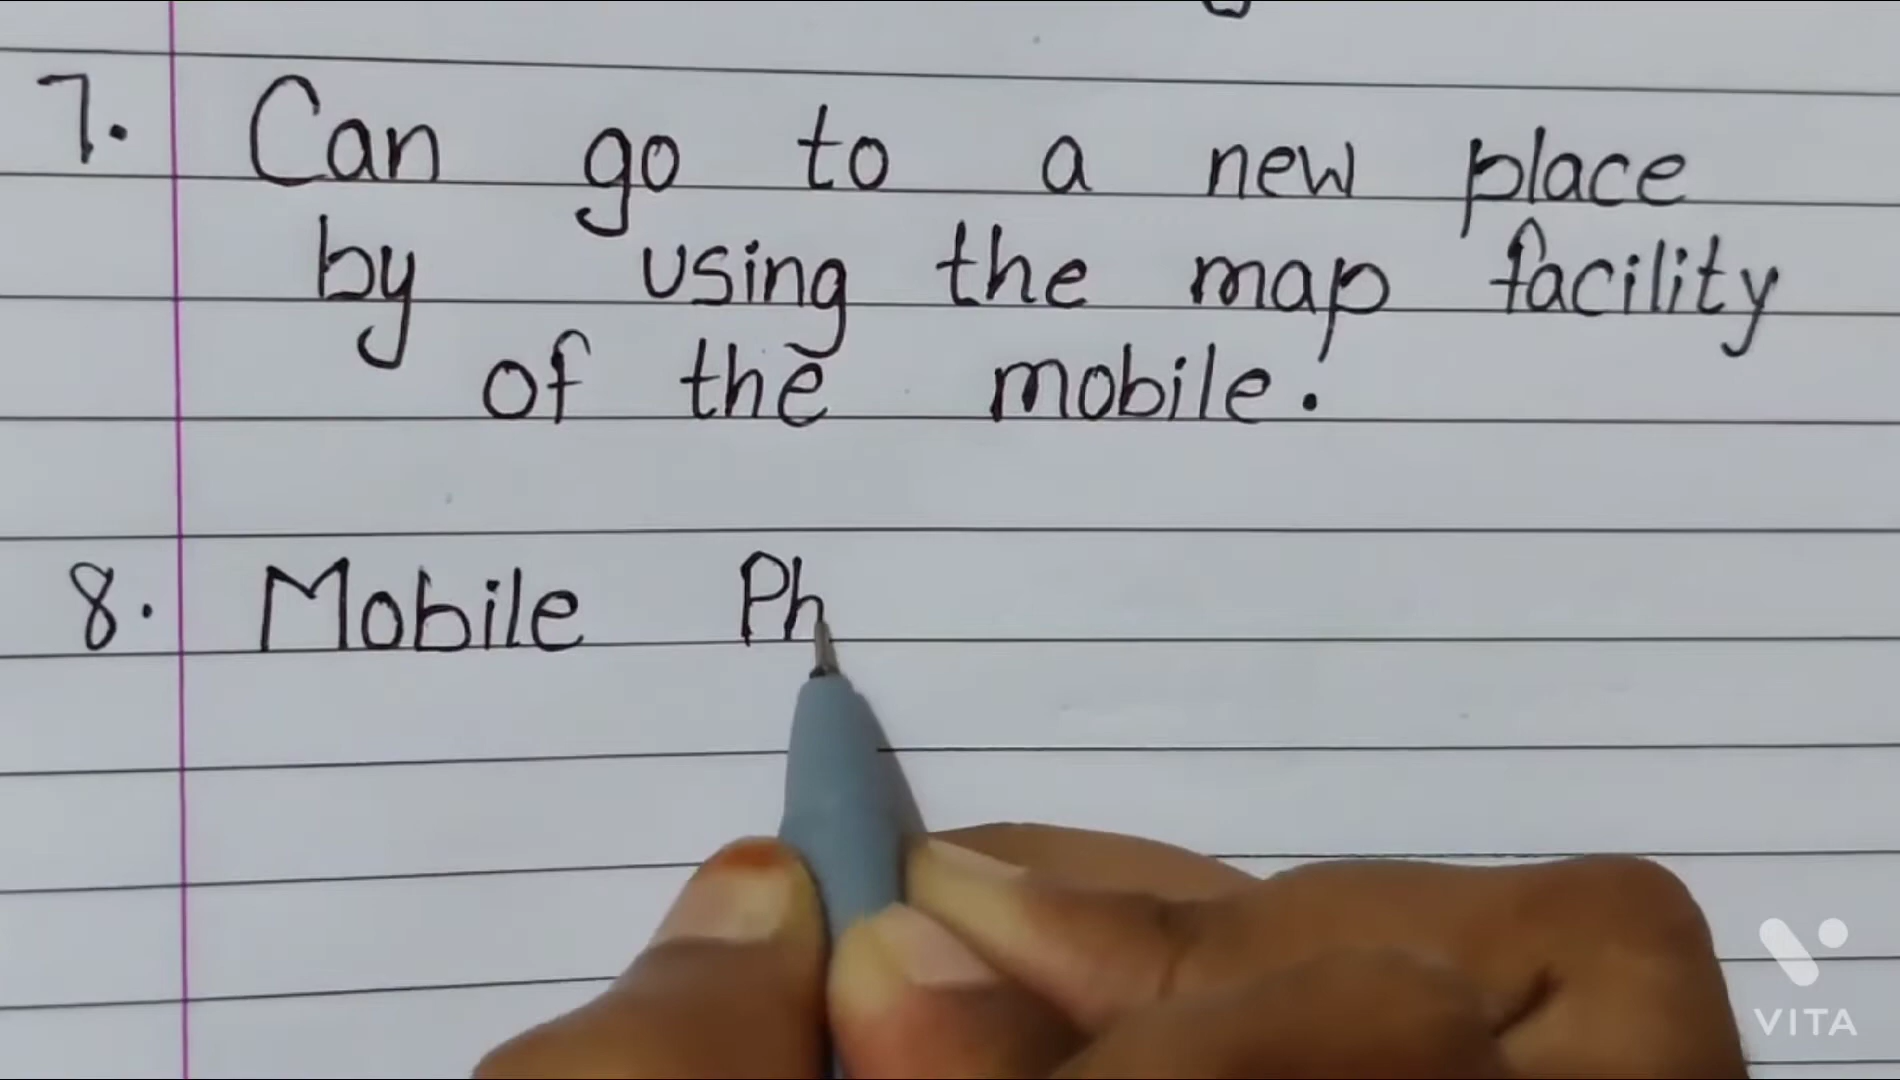 7. Can go to a new place
by using the map facility
of the mobile.
8. Mobile Ph
VITA